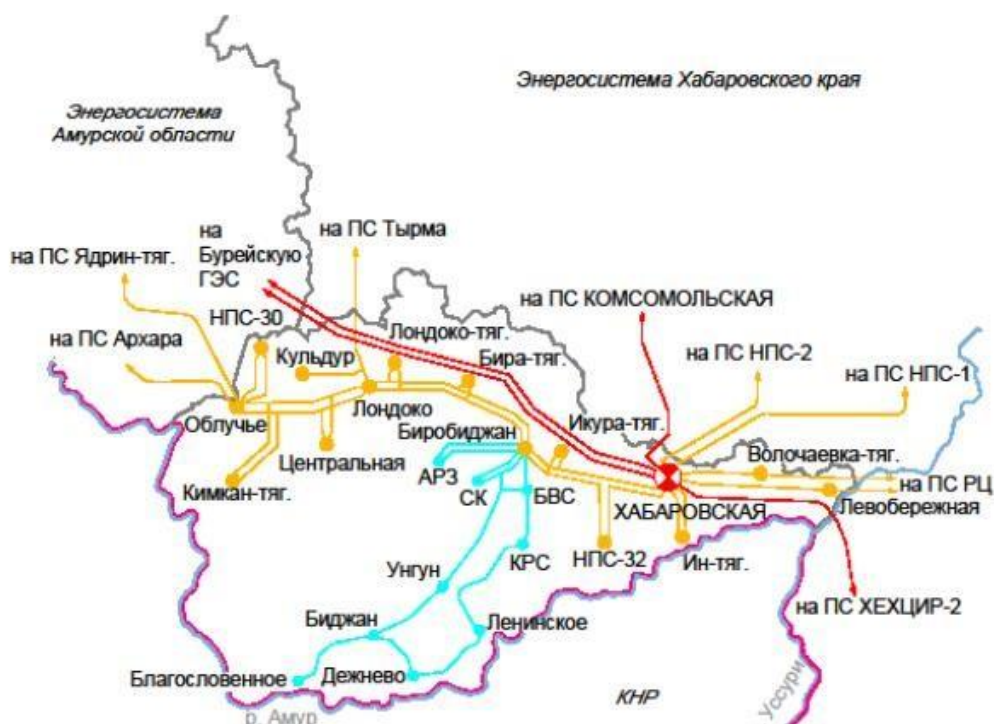 Энергосистема Хабаровского края
Энергосистема
Амурской области
на ПС Тырма
на
Бурейскую
ГЭС
на ПС Ядрин-тяг.
на ПС КОМСОМОЛЬСКАЯ
НПС-30
Лондоко-тяг.
на ПС Архара
Кульдур
Бира-тяг.
на ПС НПС-2
на ПС НПС-1
Облучье
Лондоко
Икура-тяг.
Биробиджан
Центральная
Волочаевка-тяг.
АРЗ
Кимкан-тяг.
СК
БВС
ХАБАРОВСКАЯ
на ПС РЦ
Левобережная
КРС
НПС-32
Ин-тяг.
Унгун
на ПС ХЕХЦИР-2
Биджан
Ленинское
Благословенное
Дежнево
КНР
Уссури
р. Амур